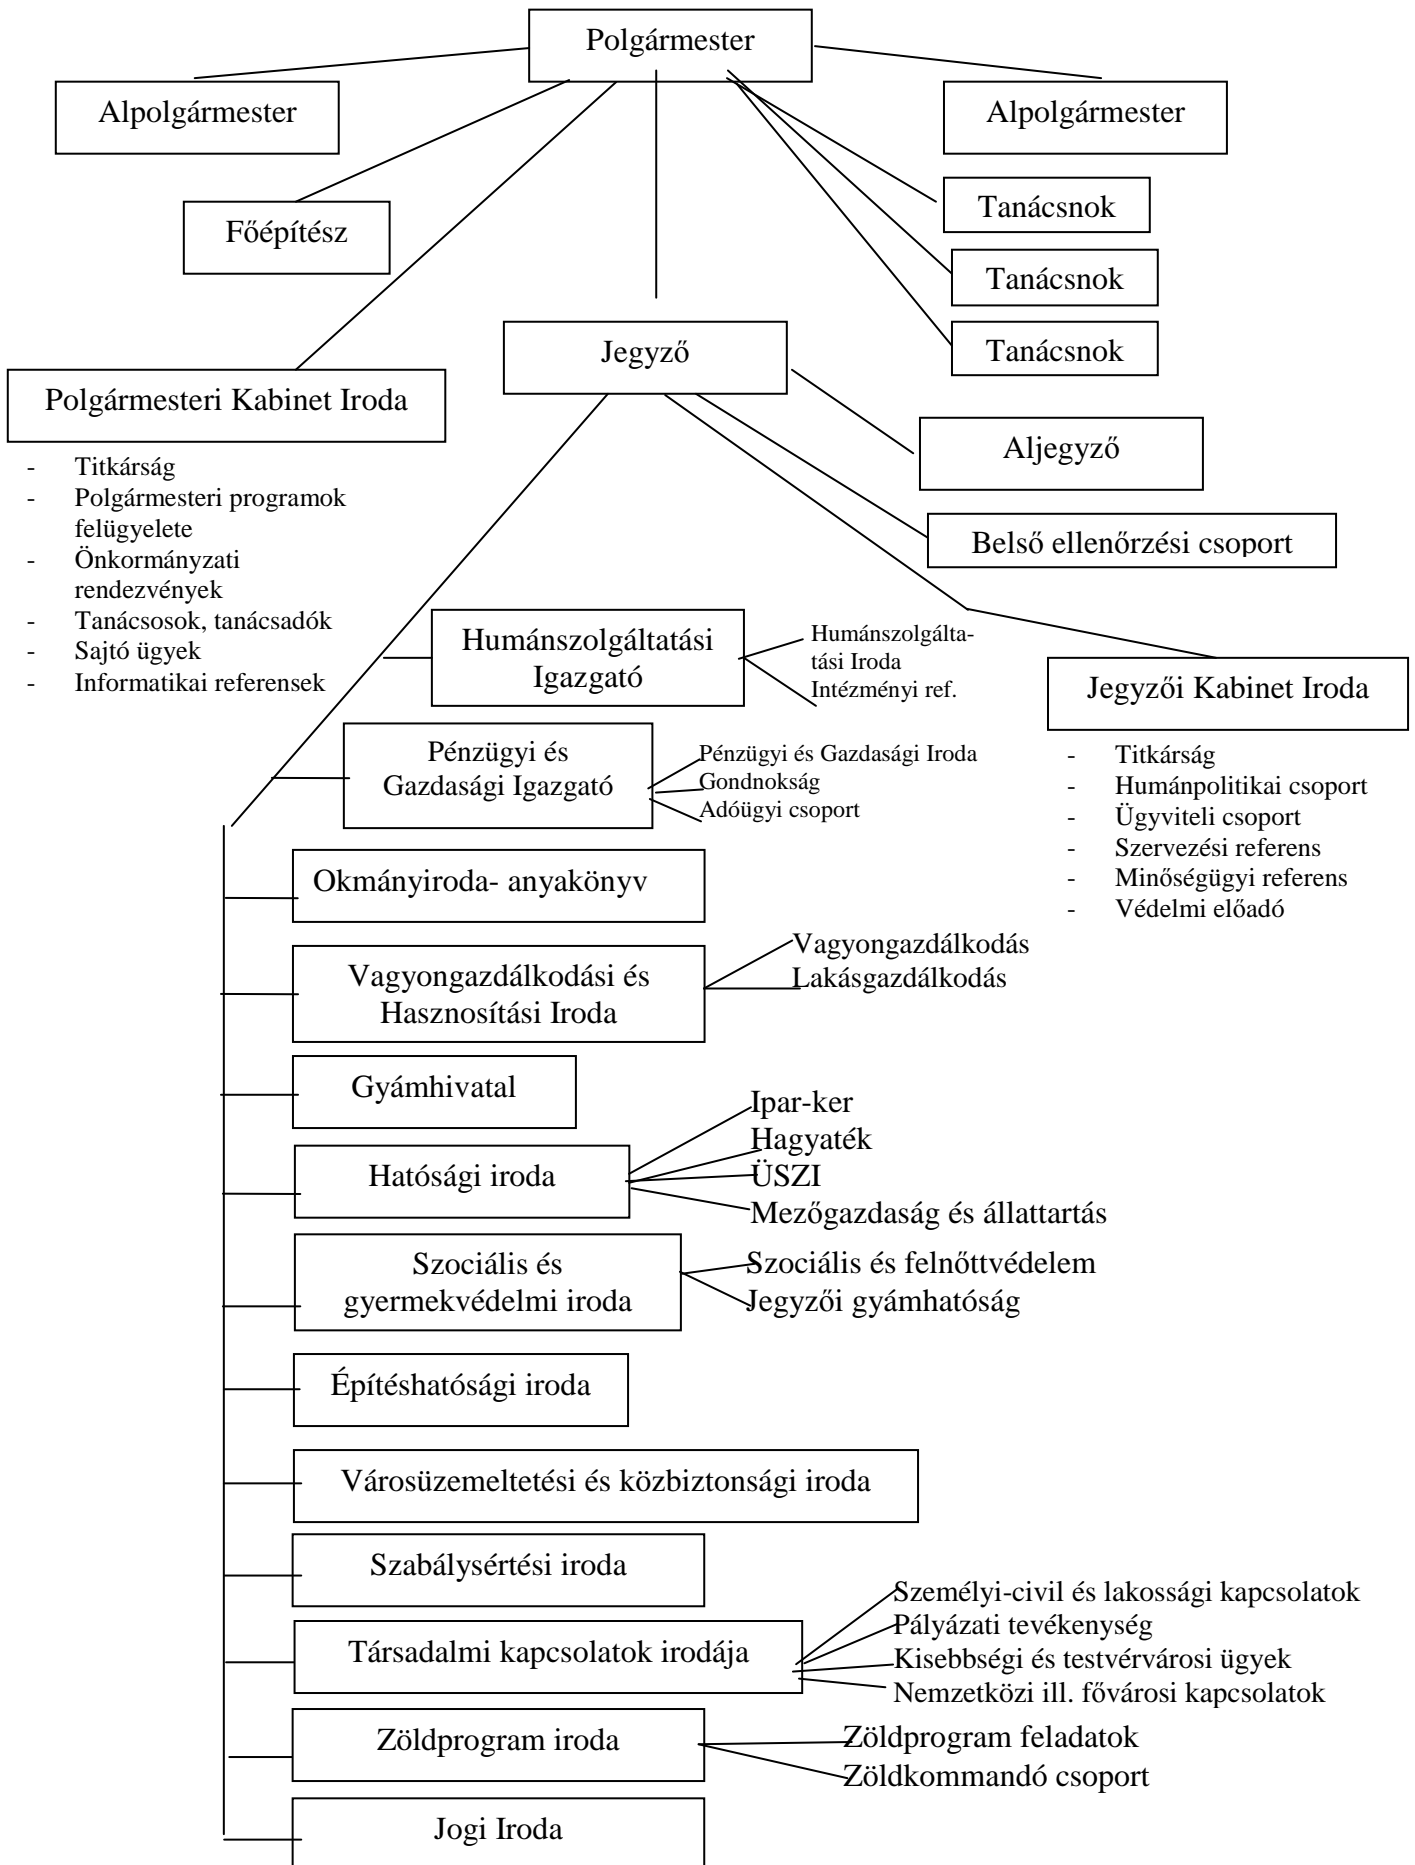 Polgármester
Alpolgármester
Alpolgármester
Főépítész
Tanácsnok
Tanácsnok
Tanácsnok
Jegyző
Polgármesteri Kabinet Iroda
- Titkárság
- Polgármesteri programok
felügyelete
- Önkormányzati
rendezvények
- Tanácsosok, tanácsadók
- Sajtó ügyek
- Informatikai referensek
Aljegyző
Belső ellenőrzési csoport
Humánszolgáltatási
Igazgató
Humánszolgálta-
tási Iroda
Intézményi ref.
Jegyzői Kabinet Iroda
- Titkárság
- Humánpolitikai csoport
- Ügyviteli csoport
- Szervezési referens
- Minőségügyi referens
- Védelmi előadó
Pénzügyi és
Gazdasági Igazgató
Pénzügyi és Gazdasági Iroda
Gondnokság
Adóügyi csoport
Okmányiroda- anyakönyv
Vagyongazdálkodási és
Hasznosítási Iroda
Vagyongazdálkodás
Lakásgazdálkodás
Gyámhivatal
Hatósági iroda
Ipar-ker
Hagyaték
ÜSZI
Mezőgazdaság és állattartás
Szociális és
gyermekvédelmi iroda
Szociális és felnőttvédelem
Jegyzői gyámhatóság
Építéshatósági iroda
Városüzemeltetési és közbiztonsági iroda
Szabálysértési iroda
Társadalmi kapcsolatok irodája
Személyi-civil és lakossági kapcsolatok
Pályázati tevékenység
Kisebbségi és testvérvárosi ügyek
Nemzetközi ill. fővárosi kapcsolatok
Zöldprogram iroda
Zöldprogram feladatok
Zöldkommandó csoport
Jogi Iroda